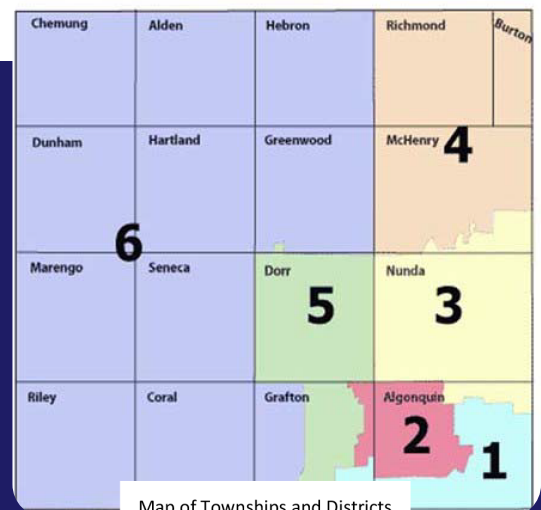 Chemung
Alden
Hebron
Richmond
Burton
Dunham
Hartland
Greenwood
McHenry
4
6
Marengo
Seneca
Dorr
Nunda
5
3
Riley
Coral
Grafton
Algonquin
2
1
Map of Townships and Districts